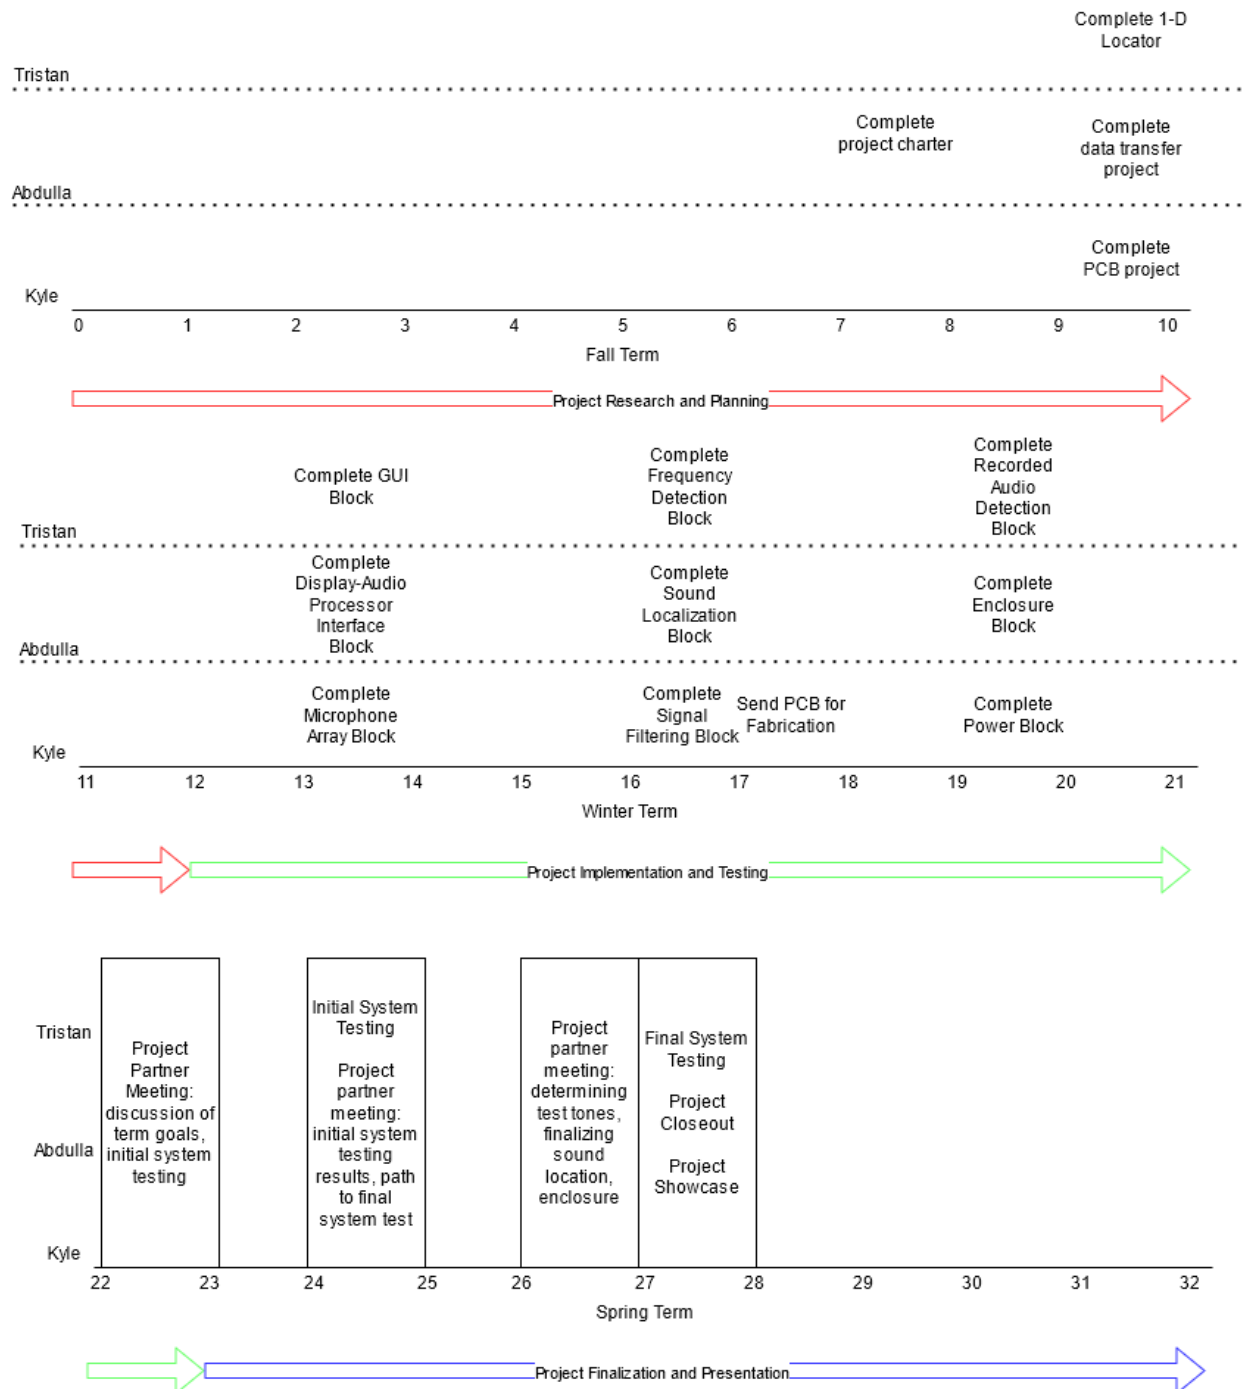 Complete 1-D
Locator
Tristan
Complete
project charter
Complete
data transfer
project
Abdulla
Complete
PCB project
Kyle
0 1 2 3 4 5 6 7 8 9 10
Fall Term
Project Research and Planning
Complete GUI
Block
Complete
Frequency
Detection
Block
Complete
Recorded
Audio
Detection
Block
Tristan
Complete
Display-Audio
Processor
Interface
Block
Complete
Sound
Localization
Block
Complete
Enclosure
Block
Abdulla
Complete
Microphone
Array Block
Complete
Signal
Filtering Block
Send PCB for
Fabrication
Complete
Power Block
Kyle
11 12 13 14 15 16 17 18 19 20 21
Winter Term
Project Implementation and Testing
Tristan
Abdulla
Kyle
Project
Partner
Meeting:
discussion of
term goals,
initial system
testing
Initial System
Testing
Project
partner
meeting:
initial system
testing
results, path
to final
system test
Project
partner
meeting:
determining
test tones,
finalizing
sound
location,
enclosure
Final System
Testing
Project
Closeout
Project
Showcase
22 23 24 25 26 27 28 29 30 31 32
Spring Term
Project Finalization and Presentation